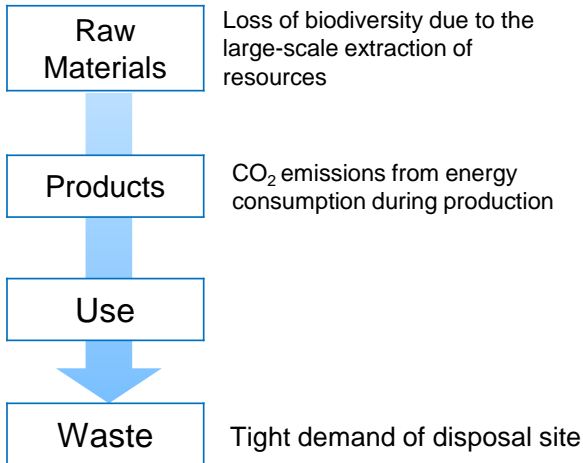 Raw
Materials
Loss of biodiversity due to the
large-scale extraction of
resources
Products
CO₂ emissions from energy
consumption during production
Use
Waste
Tight demand of disposal site